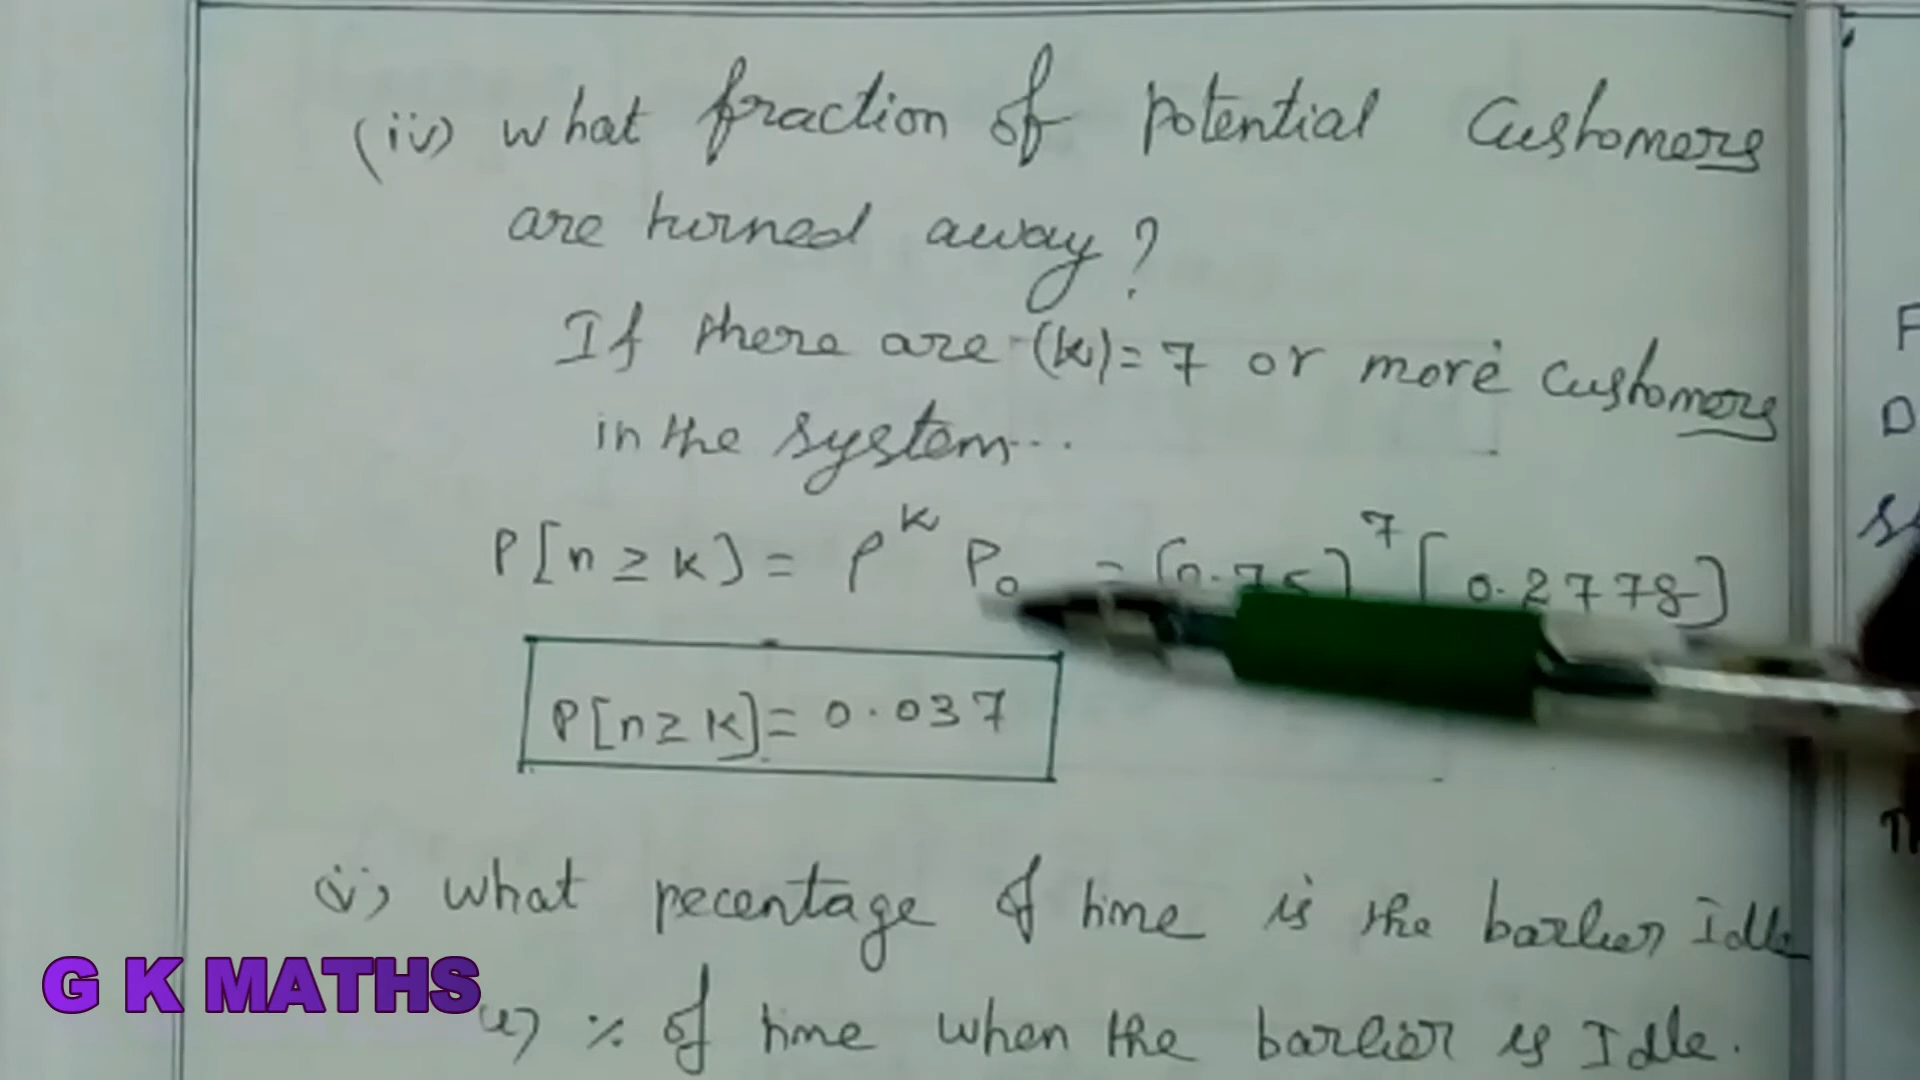 (iv) what fraction of potential Customers
are turned away?
If there are (k)=7 or more customers
in the system...
P[n ≥ k] = ρ^k P₀ = [0.75]^7 [0.2778]
P[n ≥ k] = 0.037
(v) what pecentage of time is the barber Idle
% of time when the barber is Idle.
G K MATHS